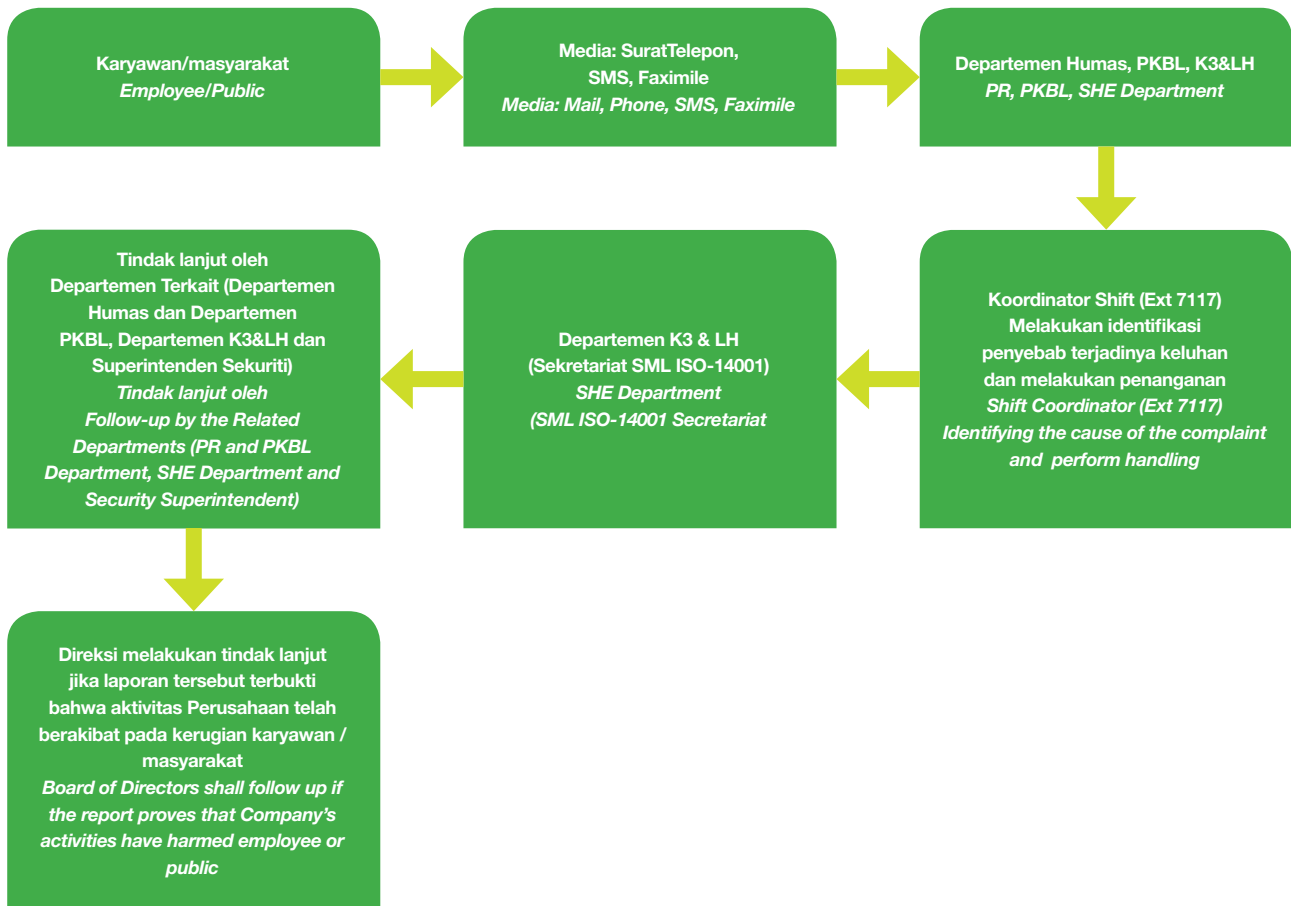 Karyawan/masyarakat
Employee/Public
Media: SuratTelepon,
SMS, Faximile
Media: Mail, Phone, SMS, Faximile
Departemen Humas, PKBL, K3&LH
PR, PKBL, SHE Department
Koordinator Shift (Ext 7117)
Melakukan identifikasi
penyebab terjadinya keluhan
dan melakukan penanganan
Shift Coordinator (Ext 7117)
Identifying the cause of the complaint
and perform handling
Departemen K3 & LH
(Sekretariat SML ISO-14001)
SHE Department
(SML ISO-14001 Secretariat
Tindak lanjut oleh
Departemen Terkait (Departemen
Humas dan Departemen
PKBL, Departemen K3&LH dan
Superintenden Sekuriti)
Tindak lanjut oleh
Follow-up by the Related
Departments (PR and PKBL
Department, SHE Department and
Security Superintendent)
Direksi melakukan tindak lanjut
jika laporan tersebut terbukti
bahwa aktivitas Perusahaan telah
berakibat pada kerugian karyawan /
masyarakat
Board of Directors shall follow up if
the report proves that Company's
activities have harmed employee or
public